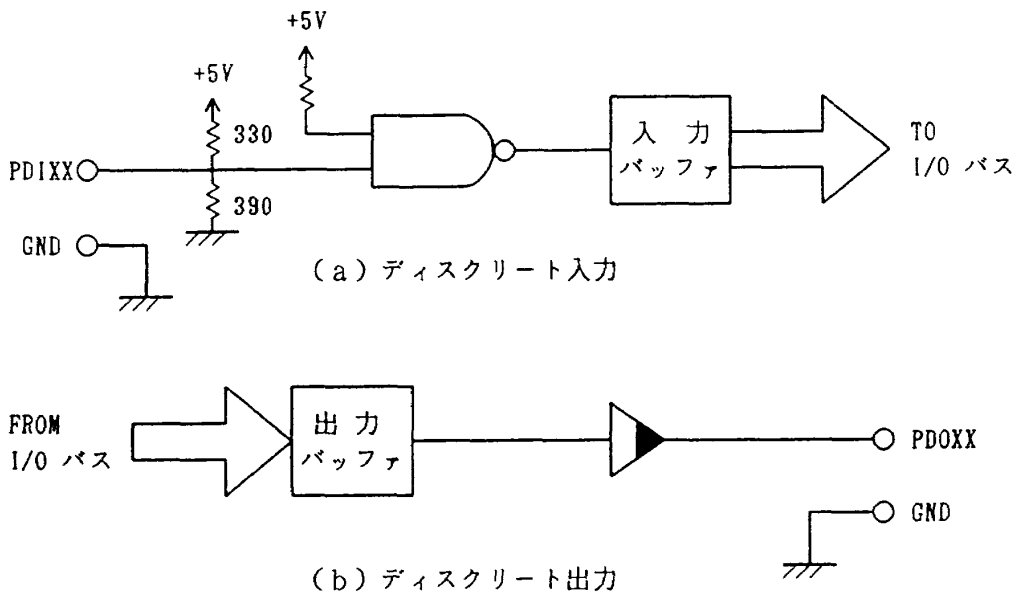 +5V
+5V
330
PDIXX
390
GND
入力
バッファ
TO
I/O バス
(a)ディスクリート入力
FROM
I/O バス
出力
バッファ
PDOXX
GND
(b)ディスクリート出力